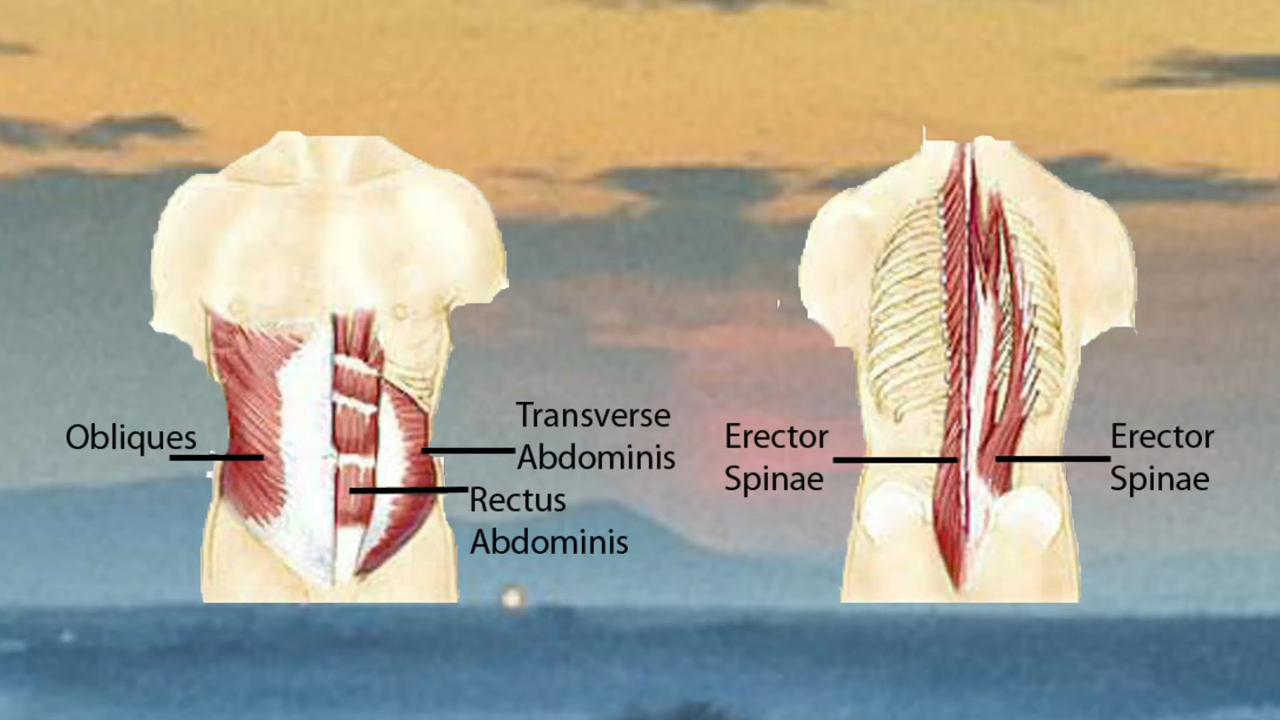 Obliques
Transverse
Abdominis
Rectus
Abdominis
Erector
Spinae
Erector
Spinae